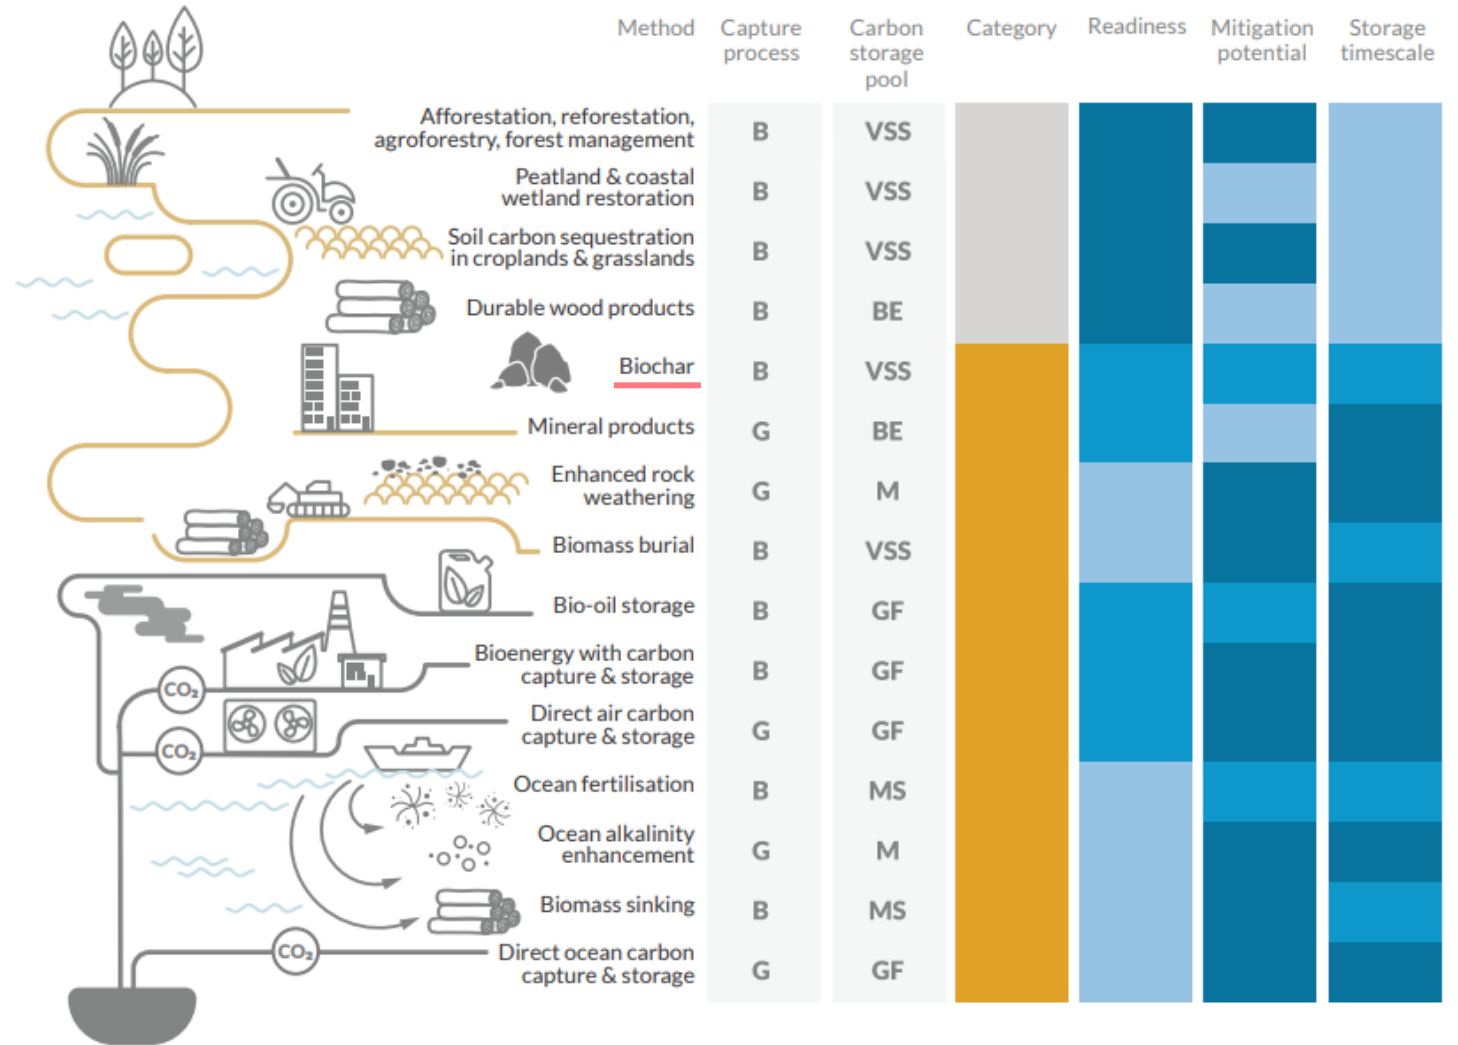 Method Capture process Carbon storage pool Category Readiness Mitigation potential Storage timescale
Afforestation, reforestation,
agroforestry, forest management B VSS
Peatland & coastal
wetland restoration B VSS
Soil carbon sequestration
in croplands & grasslands B VSS
Durable wood products B BE
Biochar B VSS
Mineral products G BE
Enhanced rock
weathering G M
Biomass burial B VSS
Bio-oil storage B GF
Bioenergy with carbon
capture & storage B GF
CO₂
Direct air carbon
capture & storage G GF
CO₂
Ocean fertilisation B MS
Ocean alkalinity
enhancement G M
Biomass sinking B MS
Direct ocean carbon
capture & storage G GF
CO₂